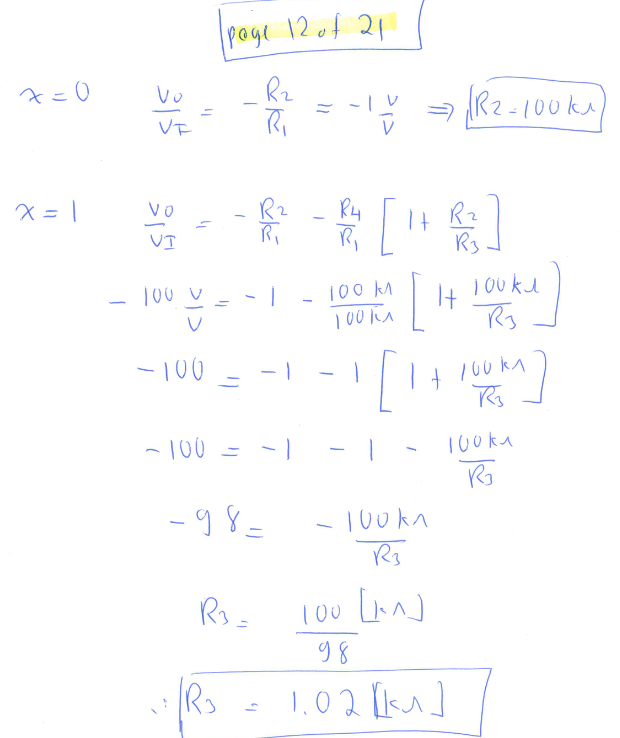 page 12 of 21
x = 0 Vo/VI = -R2/R1 = -1 V/V ⇒ R2 = 100 kΩ
x = 1 Vo/VI = -R2/R1 - R4/R1 [1 + R2/R3]
-100 V/V = -1 - 100 kΩ/100 kΩ [1 + 100 kΩ/R3]
-100 = -1 - 1 [1 + 100 kΩ/R3]
-100 = -1 - 1 - 100 kΩ/R3
-98 = -100 kΩ/R3
R3 = 100/98 [kΩ]
∴ R3 = 1.02 [kΩ]